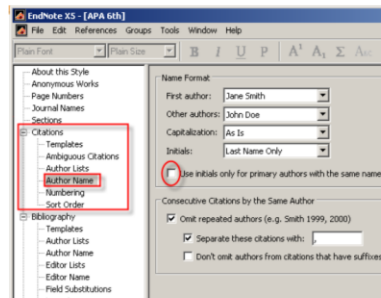 EndNote X5 - [APA 6th]
File Edit References Groups Tools Window Help
Plain Font Plain Size B I U P A¹ A₁ Σ Abc
About this Style
Anonymous Works
Page Numbers
Journal Names
Sections
Citations
Templates
Ambiguous Citations
Author Lists
Author Name
Numbering
Sort Order
Bibliography
Templates
Author Lists
Author Name
Editor Lists
Editor Name
Field Substitutions
Name Format
First author: Jane Smith
Other authors: John Doe
Capitalization: As Is
Initials: Last Name Only
Use initials only for primary authors with the same name
Consecutive Citations by the Same Author
Omit repeated authors (e.g. Smith 1999, 2000)
Separate these citations with: ,
Don't omit authors from citations that have suffixes